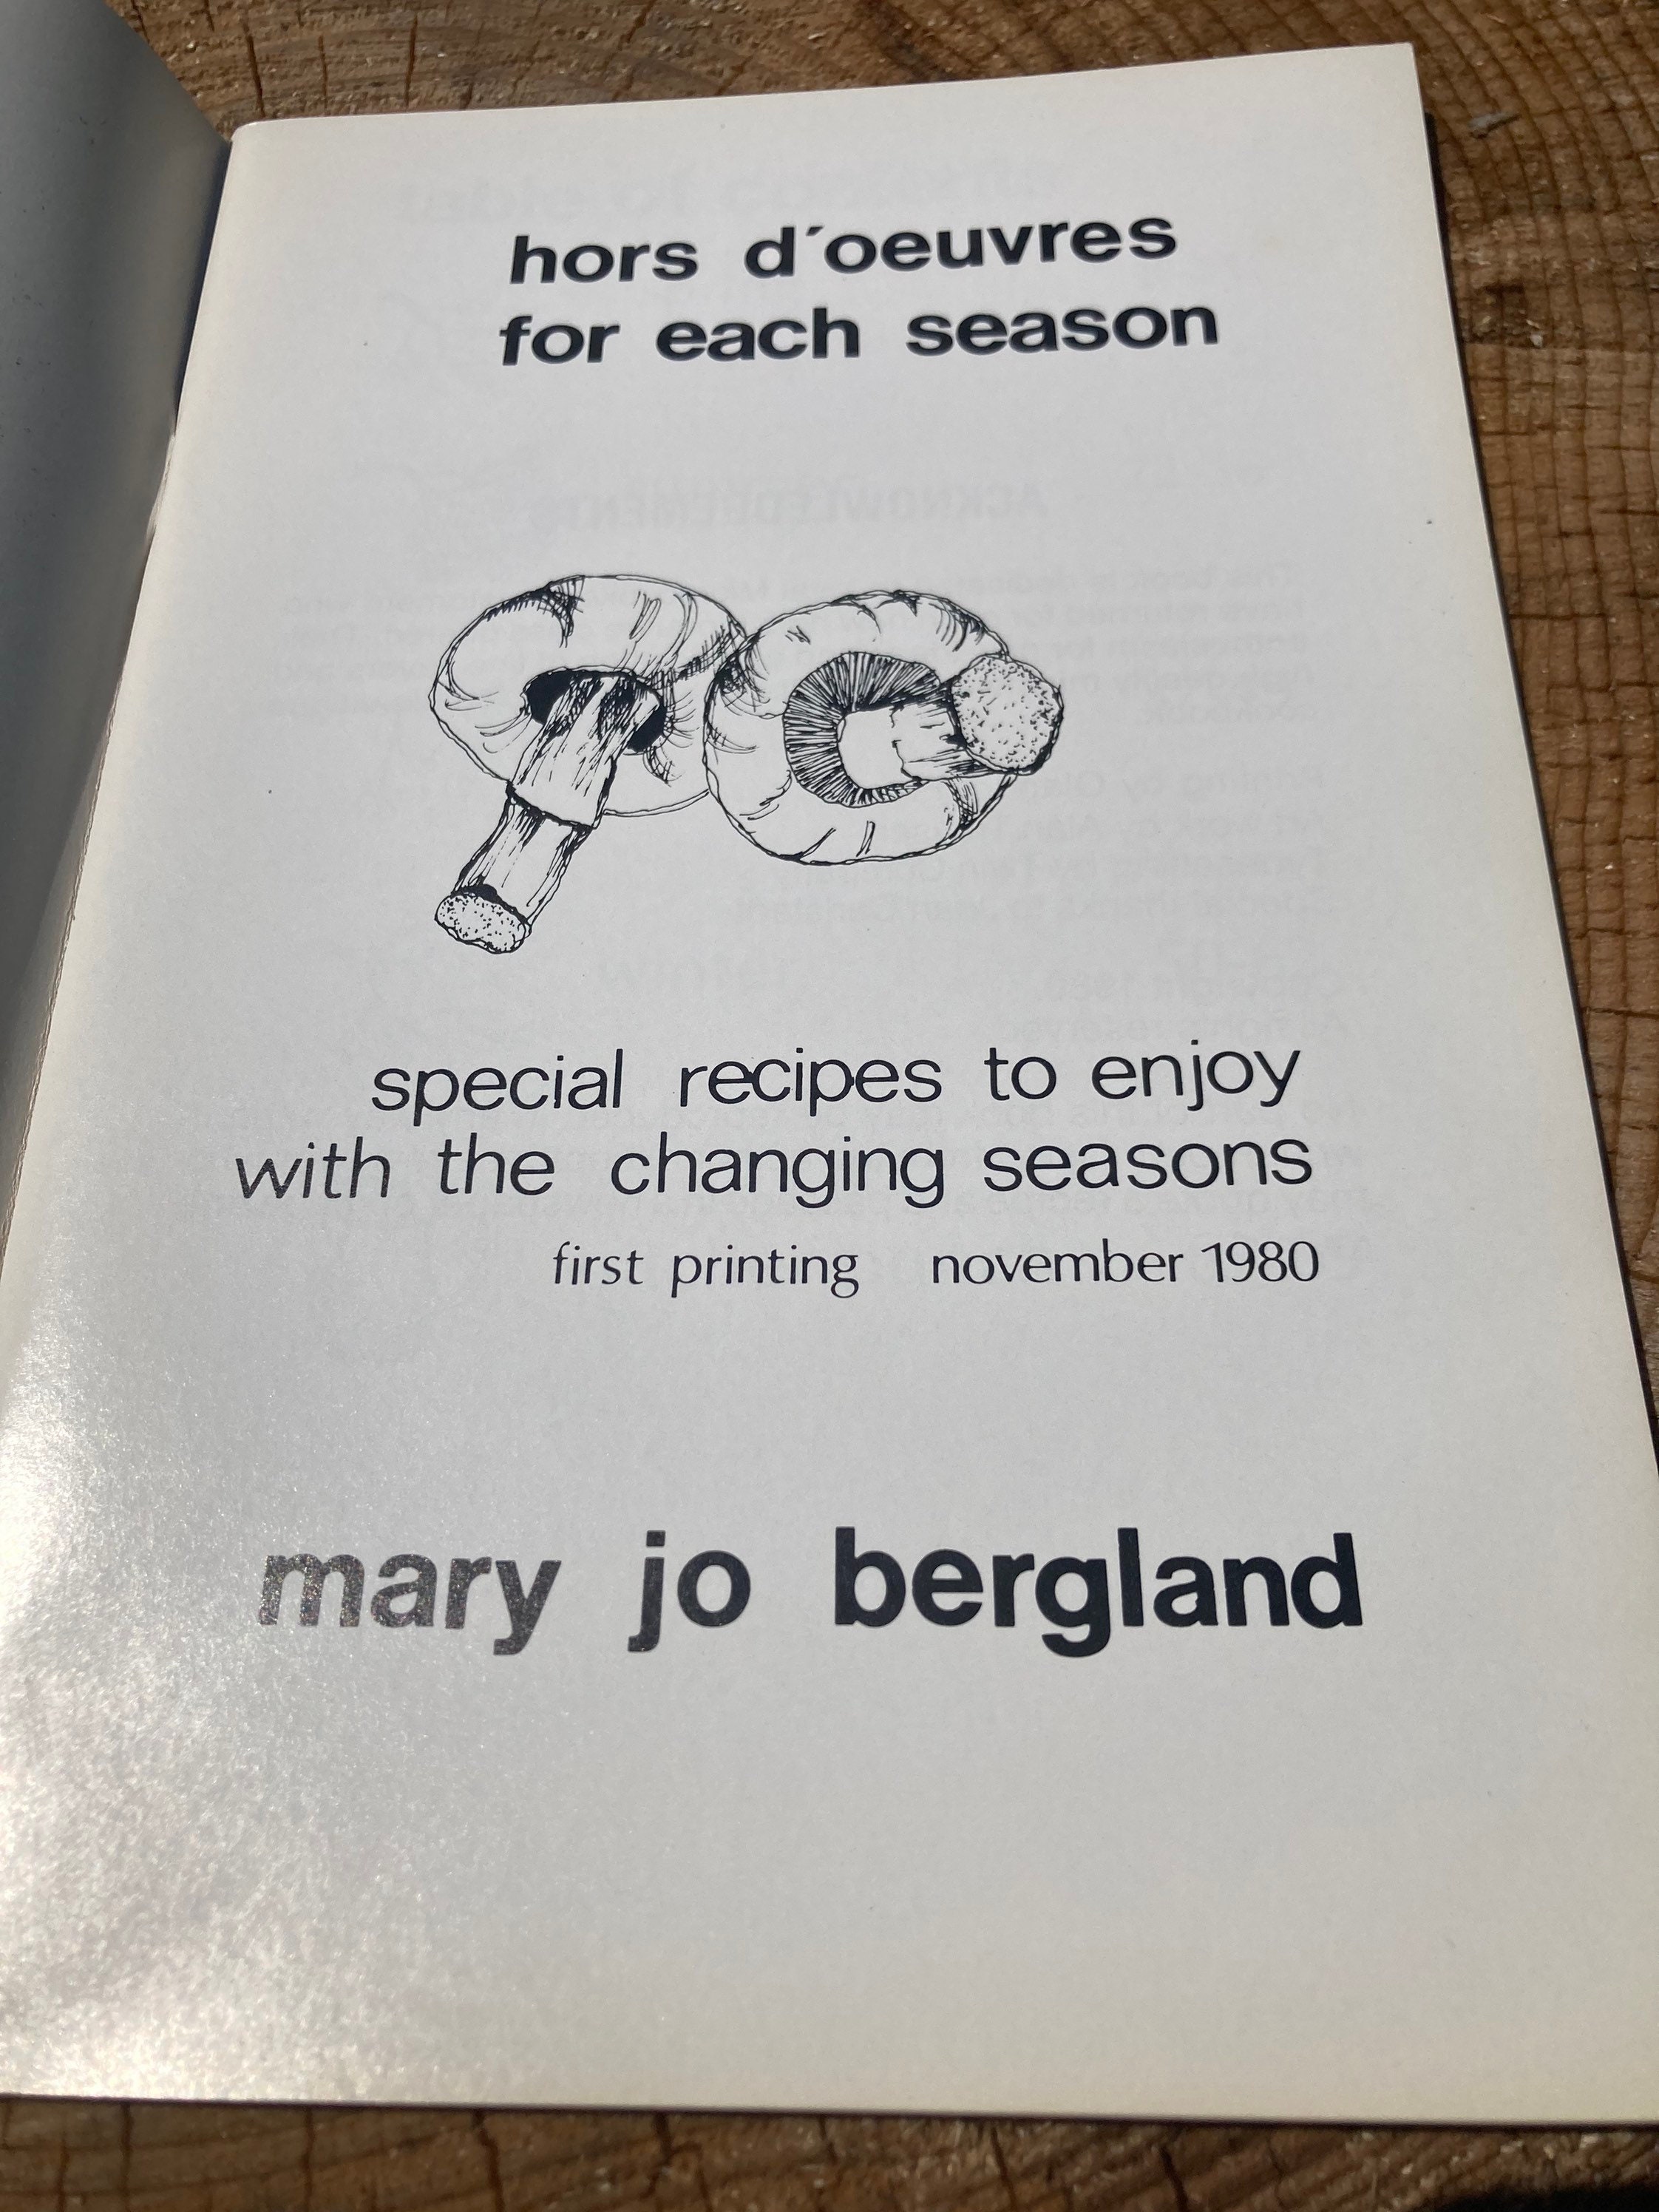 hors d´oeuvres
for each season
special recipes to enjoy
with the changing seasons
first printing november 1980
mary jo bergland